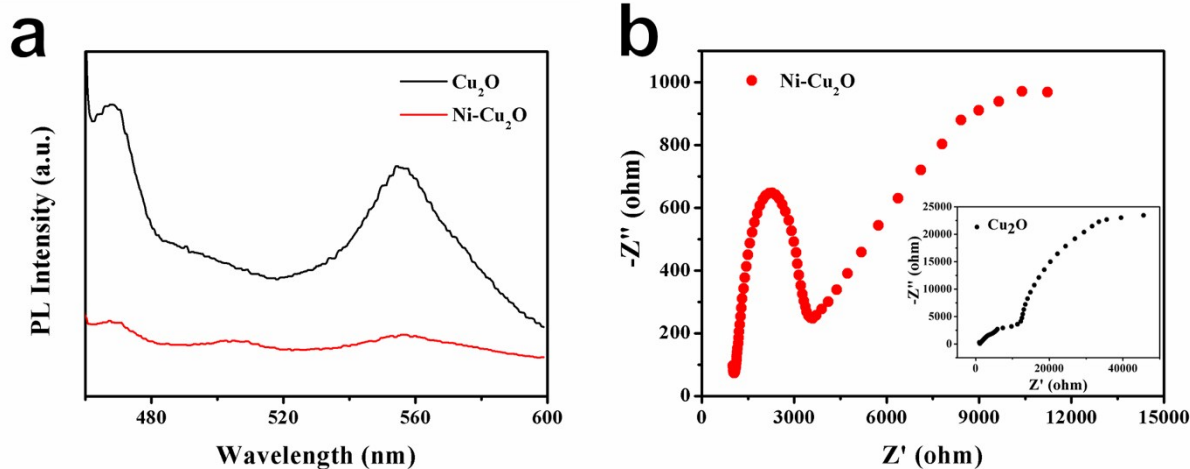 a
Cu₂O
Ni-Cu₂O
PL Intensity (a.u.)
480
520
560
600
Wavelength (nm)
b
Ni-Cu₂O
1000
800
600
400
200
0
-Z" (ohm)
0
3000
6000
9000
12000
15000
Z' (ohm)
Cu₂O
25000
20000
15000
10000
5000
0
-Z" (ohm)
0
20000
40000
Z' (ohm)